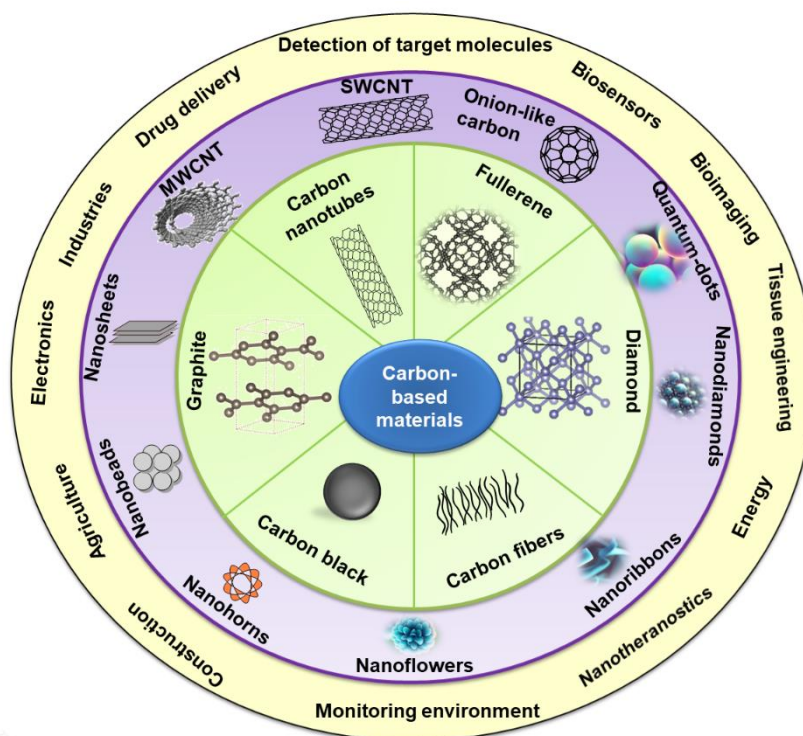 Detection of target molecules
Biosensors
Bioimaging
Tissue engineering
Energy
Nanotheranostics
Monitoring environment
Construction
Agriculture
Electronics
Industries
Drug delivery
SWCNT
Onion-like
carbon
Quantum-dots
Nanodiamonds
Nanoribbons
Nanoflowers
Nanohorns
Nanobeads
Nanosheets
MWCNT
Carbon
nanotubes
Fullerene
Diamond
Carbon fibers
Carbon black
Graphite
Carbon-
based
materials